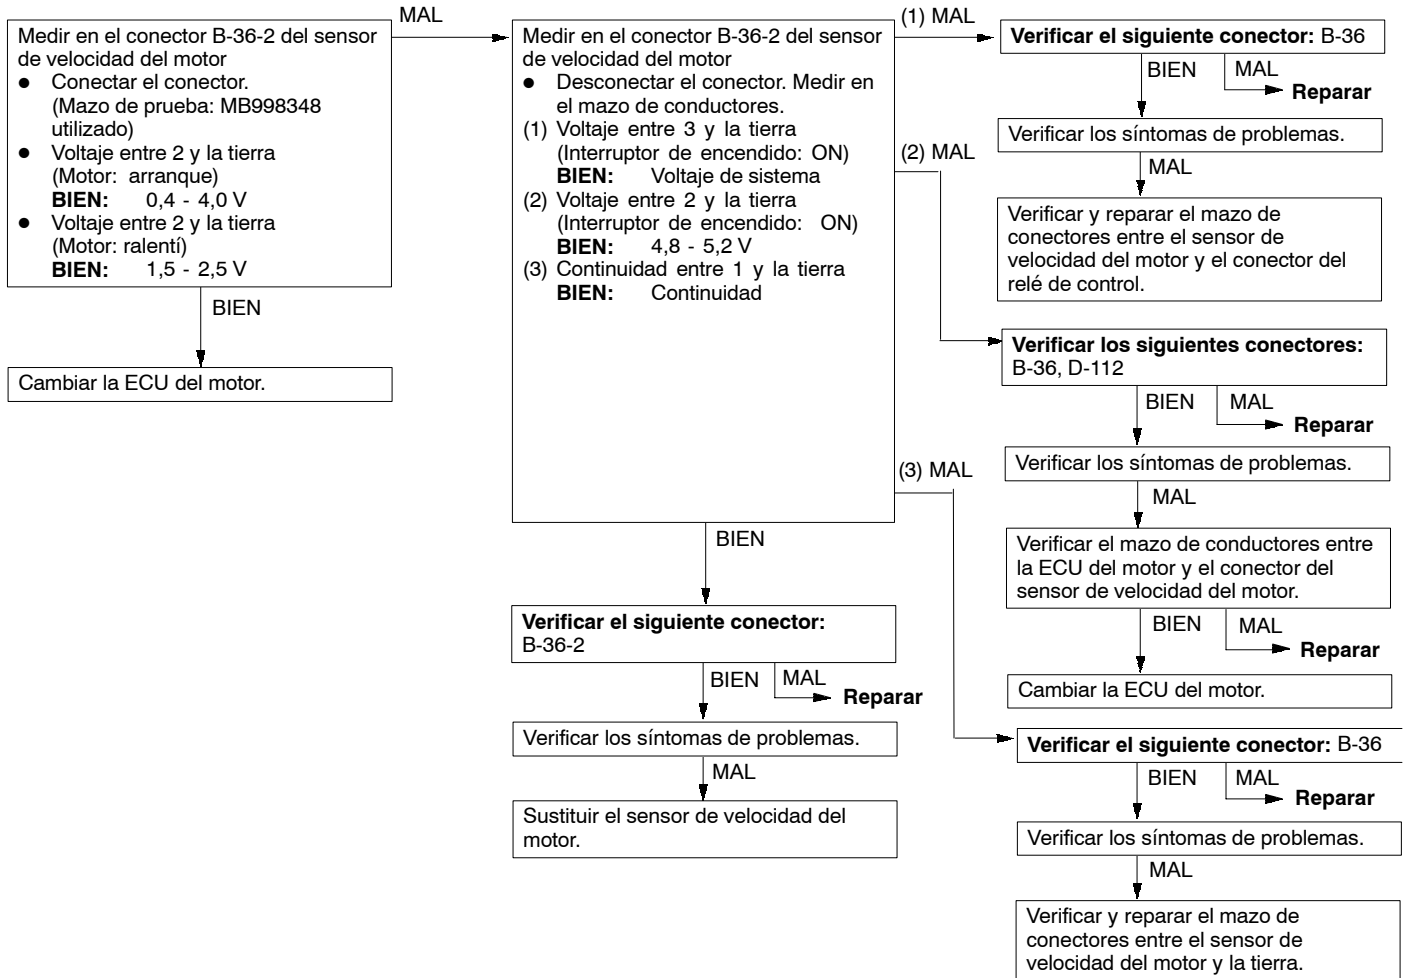 MAL
Medir en el conector B-36-2 del sensor
de velocidad del motor
● Conectar el conector.
(Mazo de prueba: MB998348
utilizado)
● Voltaje entre 2 y la tierra
(Motor: arranque)
BIEN: 0,4 - 4,0 V
● Voltaje entre 2 y la tierra
(Motor: ralentí)
BIEN: 1,5 - 2,5 V
BIEN
Cambiar la ECU del motor.
Medir en el conector B-36-2 del sensor
de velocidad del motor
● Desconectar el conector. Medir en
el mazo de conductores.
(1) Voltaje entre 3 y la tierra
(Interruptor de encendido: ON)
BIEN: Voltaje de sistema
(2) Voltaje entre 2 y la tierra
(Interruptor de encendido: ON)
BIEN: 4,8 - 5,2 V
(3) Continuidad entre 1 y la tierra
BIEN: Continuidad
BIEN
Verificar el siguiente conector:
B-36-2
BIEN MAL
Reparar
Verificar los síntomas de problemas.
MAL
Sustituir el sensor de velocidad del
motor.
(1) MAL
Verificar el siguiente conector: B-36
BIEN MAL
Reparar
Verificar los síntomas de problemas.
MAL
Verificar y reparar el mazo de
conectores entre el sensor de
velocidad del motor y el conector del
relé de control.
(2) MAL
Verificar los siguientes conectores:
B-36, D-112
BIEN MAL
Reparar
Verificar los síntomas de problemas.
MAL
Verificar el mazo de conductores entre
la ECU del motor y el conector del
sensor de velocidad del motor.
BIEN MAL
Reparar
Cambiar la ECU del motor.
(3) MAL
Verificar el siguiente conector: B-36
BIEN MAL
Reparar
Verificar los síntomas de problemas.
MAL
Verificar y reparar el mazo de
conectores entre el sensor de
velocidad del motor y la tierra.